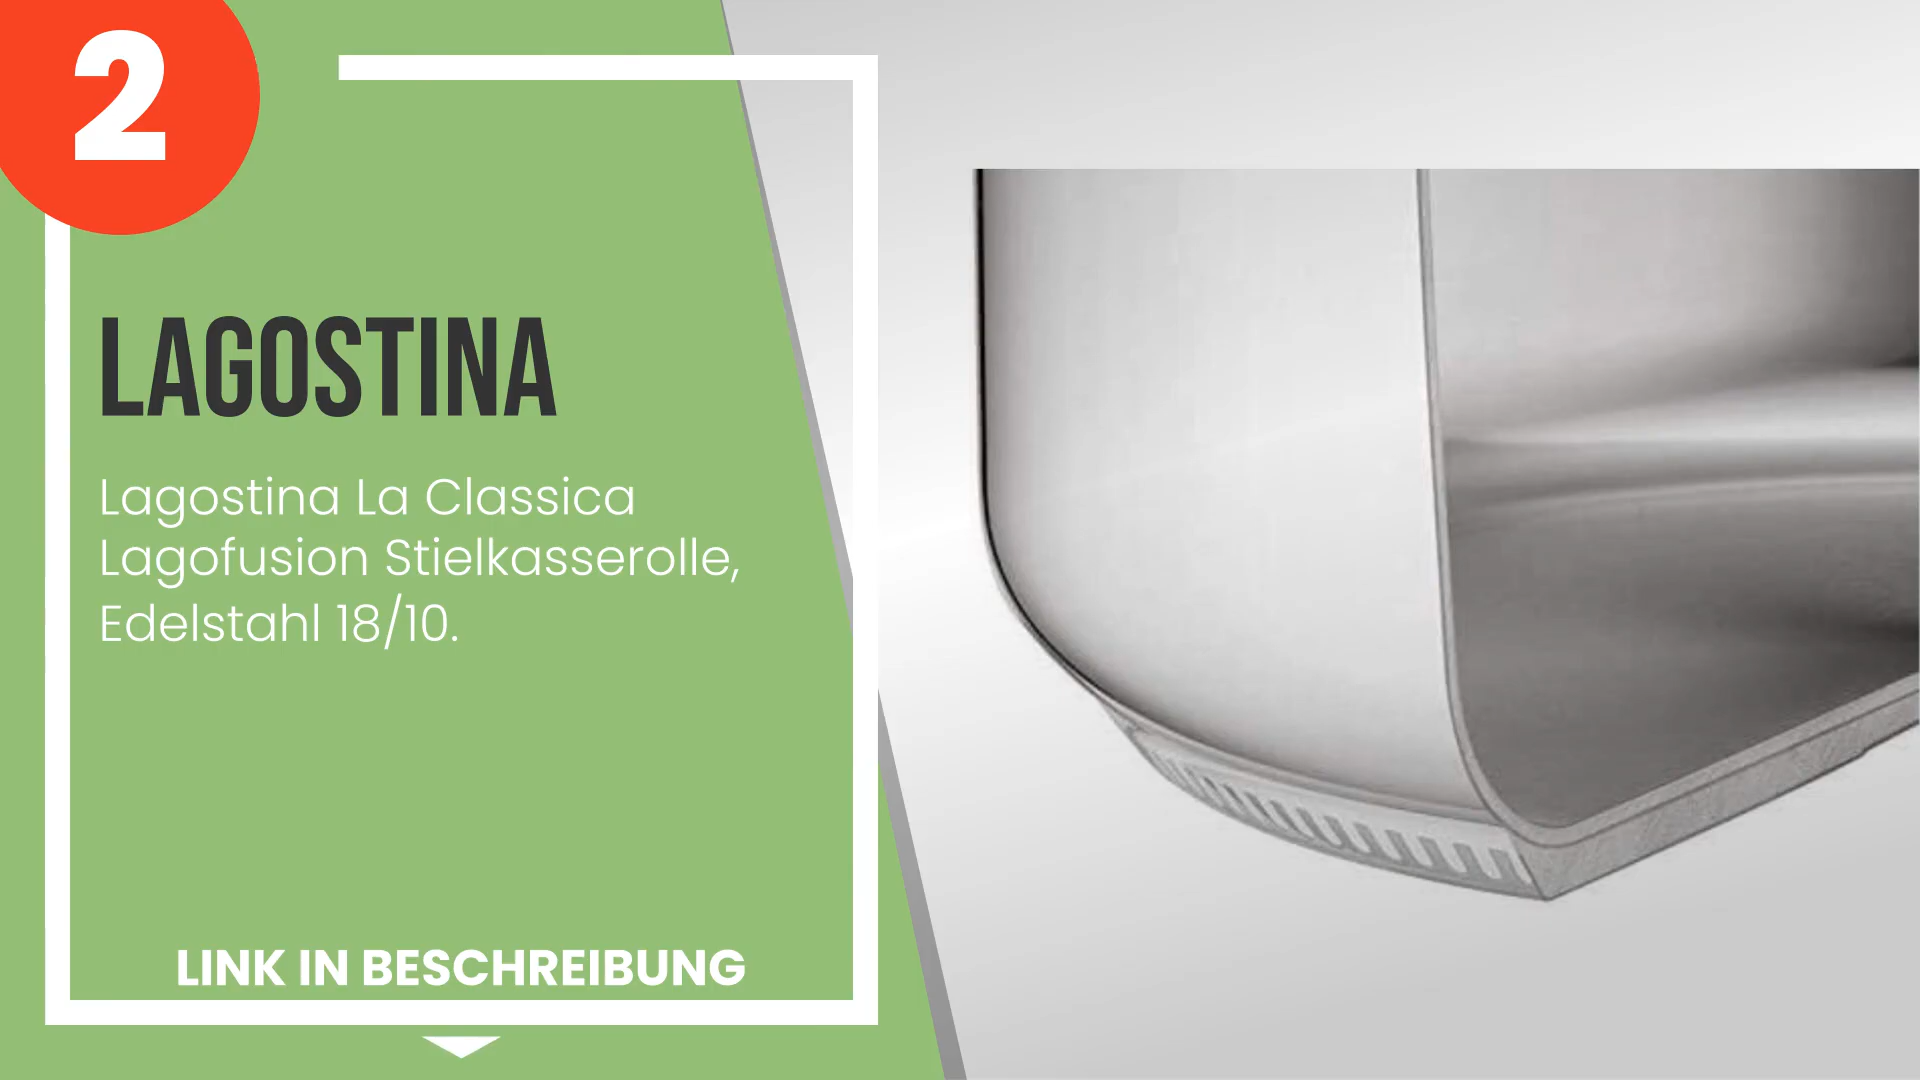 2
LAGOSTINA
Lagostina La Classica
Lagofusion Stielkasserolle,
Edelstahl 18/10.
LINK IN BESCHREIBUNG